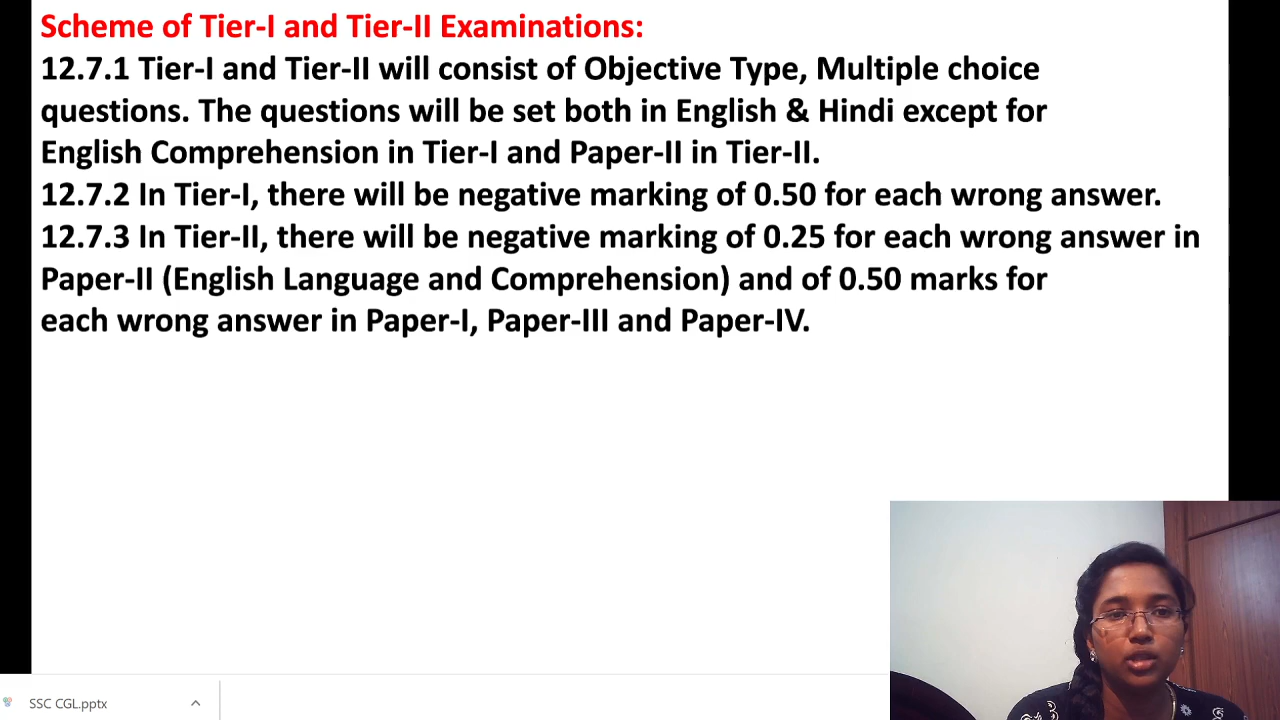 Scheme of Tier-I and Tier-II Examinations:
12.7.1 Tier-I and Tier-II will consist of Objective Type, Multiple choice
questions. The questions will be set both in English & Hindi except for
English Comprehension in Tier-I and Paper-II in Tier-II.
12.7.2 In Tier-I, there will be negative marking of 0.50 for each wrong answer.
12.7.3 In Tier-II, there will be negative marking of 0.25 for each wrong answer in
Paper-II (English Language and Comprehension) and of 0.50 marks for
each wrong answer in Paper-I, Paper-III and Paper-IV.
SSC CGL.pptx